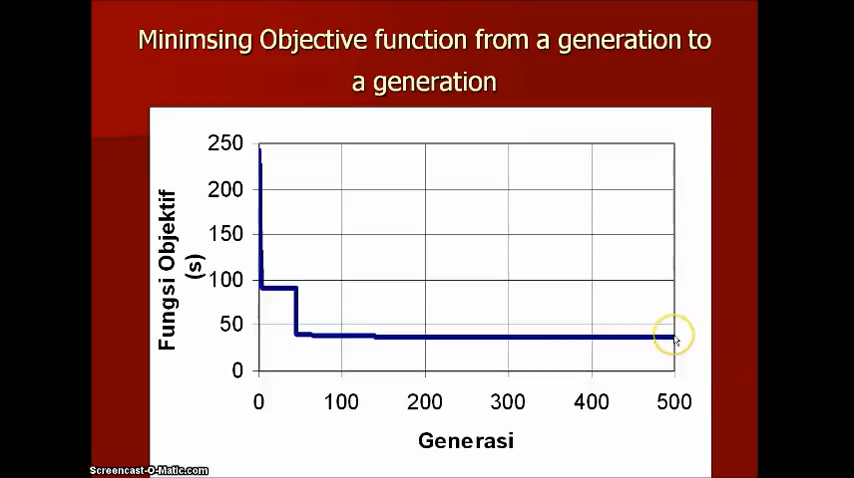 Minimsing Objective function from a generation to
a generation
250
200
150
100
50
0
Fungsi Objektif
(s)
0 100 200 300 400 500
Generasi
Screencast-O-Matic.com